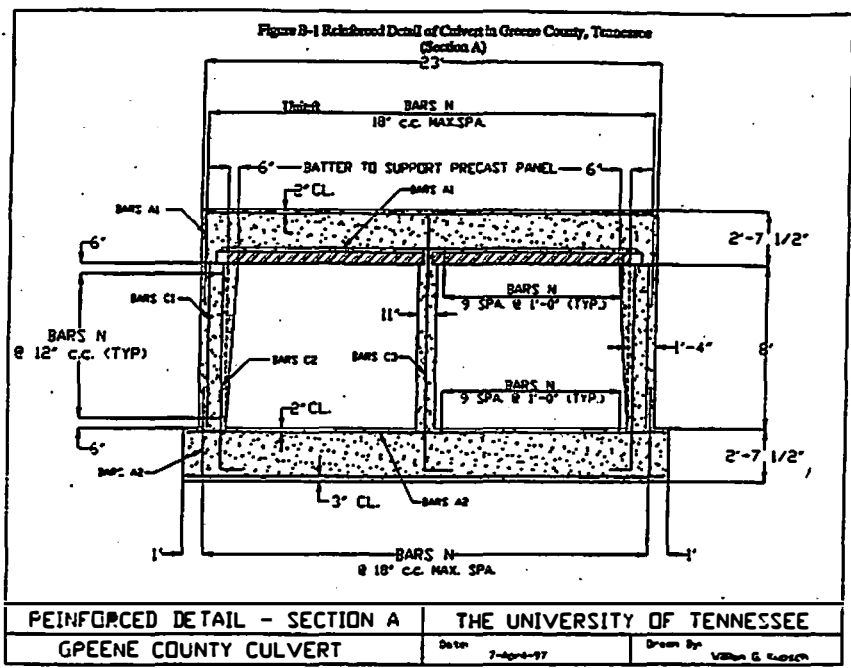 Figure B-1 Reinforced Detail of Culvert in Greene County, Tennessee
(Section A)
23'
Unit:ft
BARS N
18" c.c. MAX.SPA.
6"
BATTER TO SUPPORT PRECAST PANEL
6"
2" CL.
BARS A1
BARS A1
2'-7 1/2"
6"
BARS C1
BARS N
@ 12" c.c. (TYP.)
11"
BARS N
9 SPA. @ 1'-0" (TYP.)
1'-4"
8'
BARS C2
BARS C3
BARS N
9 SPA. @ 1'-0" (TYP.)
2" CL.
6"
BARS A2
2'-7 1/2"
3" CL.
BARS A2
1'
BARS N
@ 18" c.c. MAX. SPA.
1'
PEINFORCED DETAIL - SECTION A
THE UNIVERSITY OF TENNESSEE
GPEENE COUNTY CULVERT
Date:
7-Apr-97
Drawn By:
G.